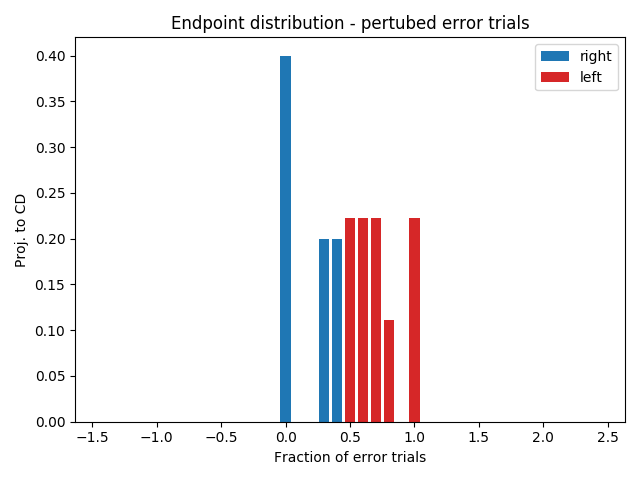 Endpoint distribution - pertubed error trials
right
left
0.40
0.35
0.30
0.25
0.20
0.15
0.10
0.05
0.00
Proj. to CD
−1.5 −1.0 −0.5 0.0 0.5 1.0 1.5 2.0 2.5
Fraction of error trials